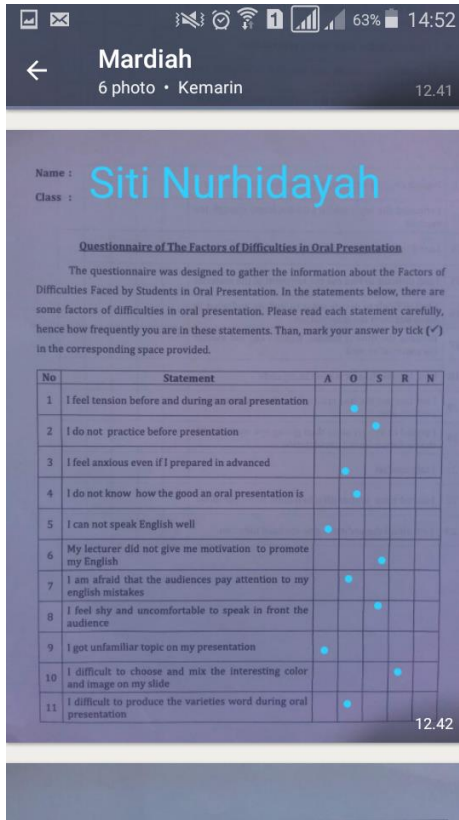 63% 14:52
Mardiah
6 photo • Kemarin
12.41
Name :
Siti Nurhidayah
Class :
Questionnaire of The Factors of Difficulties in Oral Presentation
The questionnaire was designed to gather the information about the Factors of
Difficulties Faced by Students in Oral Presentation. In the statements below, there are
some factors of difficulties in oral presentation. Please read each statement carefully,
hence how frequently you are in these statements. Than, mark your answer by tick (✓)
in the corresponding space provided.
No Statement A O S R N
1 I feel tension before and during an oral presentation
2 I do not practice before presentation
3 I feel anxious even if I prepared in advanced
4 I do not know how the good an oral presentation is
5 I can not speak English well
6 My lecturer did not give me motivation to promote
my English
7 I am afraid that the audiences pay attention to my
english mistakes
8 I feel shy and uncomfortable to speak in front the
audience
9 I got unfamiliar topic on my presentation
10 I difficult to choose and mix the interesting color
and image on my slide
11 I difficult to produce the varieties word during oral
presentation
12.42